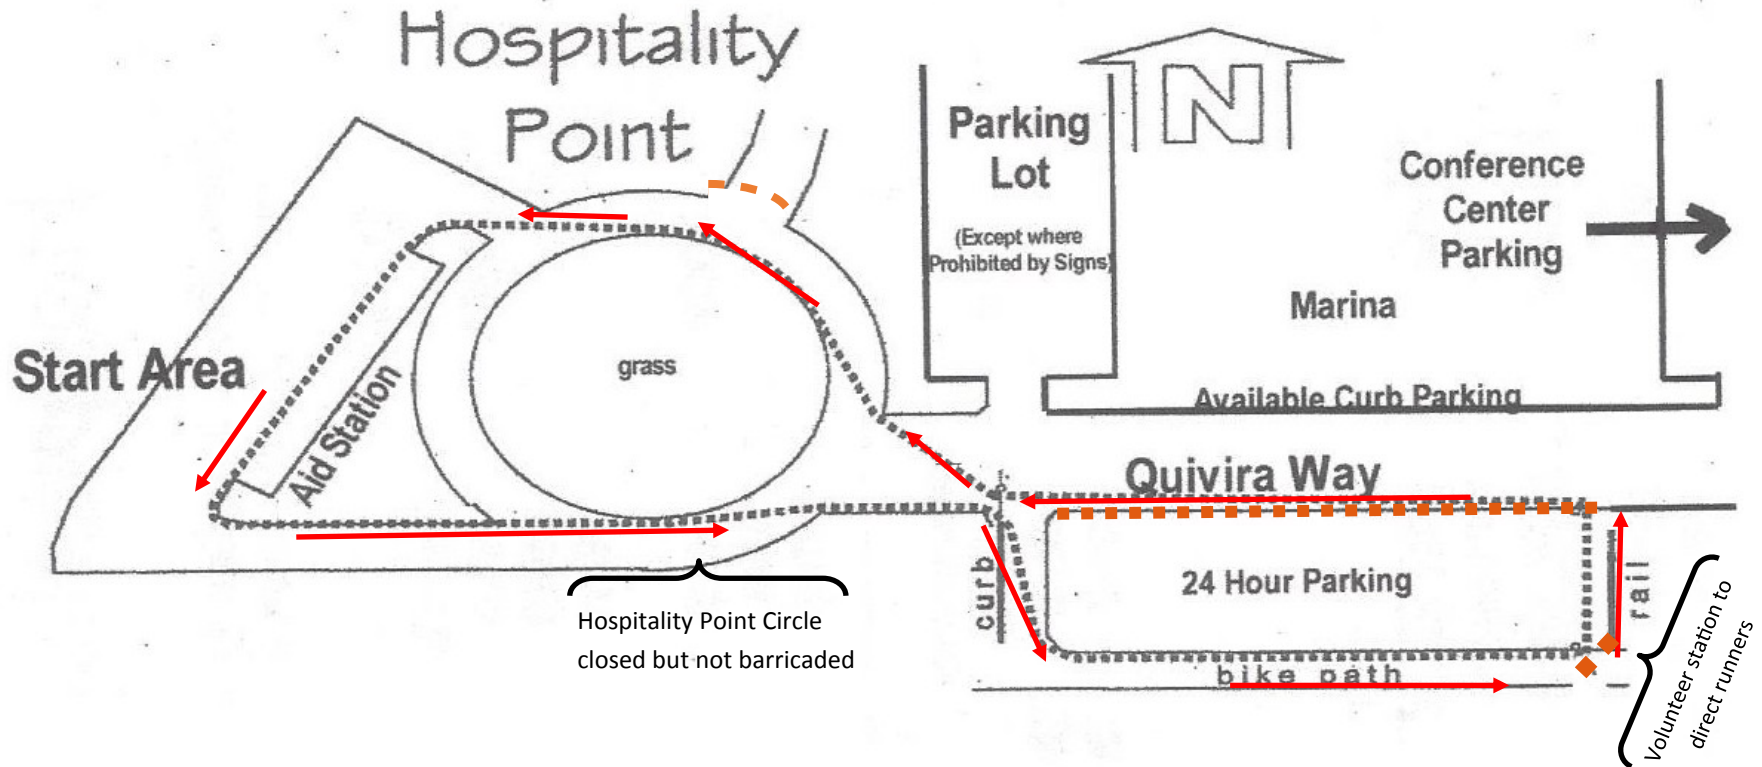 Hospitality
Point
N
Parking
Lot
(Except where
Prohibited by Signs)
Conference
Center
Parking
Marina
Available Curb Parking
Start Area
grass
Aid Station
Quivira Way
curb
24 Hour Parking
rail
bike path
Hospitality Point Circle
closed but not barricaded
Volunteer station to
direct runners